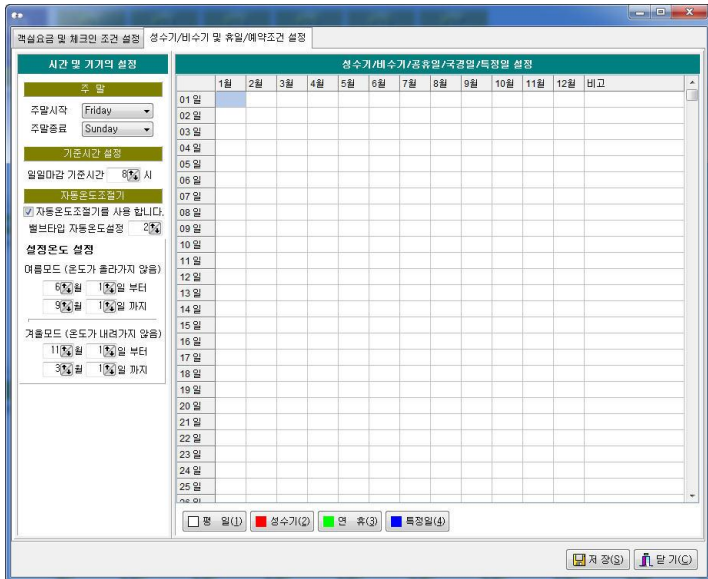 객실요금 및 체크인 조건 설정 성수기/비수기 및 휴일/예약조건 설정
시간 및 기기의 설정
주 말
주말시작 Friday
주말종료 Sunday
기준시간 설정
일일마감 기준시간 8 시
자동온도조절기
자동온도조절기를 사용 합니다.
밸브타입 자동온도설정 2
설정온도 설정
여름모드 (온도가 올라가지 않음)
6 월 1 일 부터
9 월 1 일 까지
겨울모드 (온도가 내려가지 않음)
11 월 1 일 부터
3 월 1 일 까지
성수기/비수기/공휴일/국경일/특정일 설정
1월 2월 3월 4월 5월 6월 7월 8월 9월 10월 11월 12월 비고
01 일
02 일
03 일
04 일
05 일
06 일
07 일
08 일
09 일
10 일
11 일
12 일
13 일
14 일
15 일
16 일
17 일
18 일
19 일
20 일
21 일
22 일
23 일
24 일
25 일
26 일
평 일(1) 성수기(2) 연 휴(3) 특정일(4)
저 장(S) 닫 기(C)